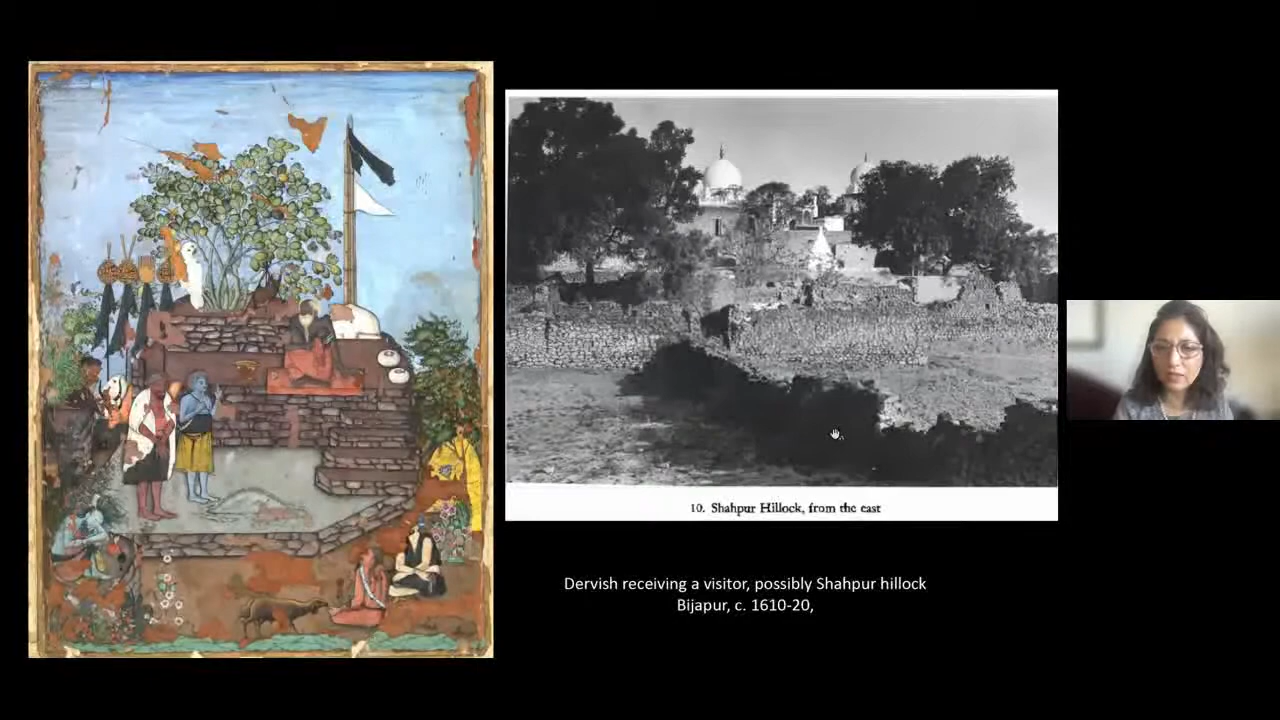 10. Shahpur Hillock, from the east
Dervish receiving a visitor, possibly Shahpur hillock
Bijapur, c. 1610-20,